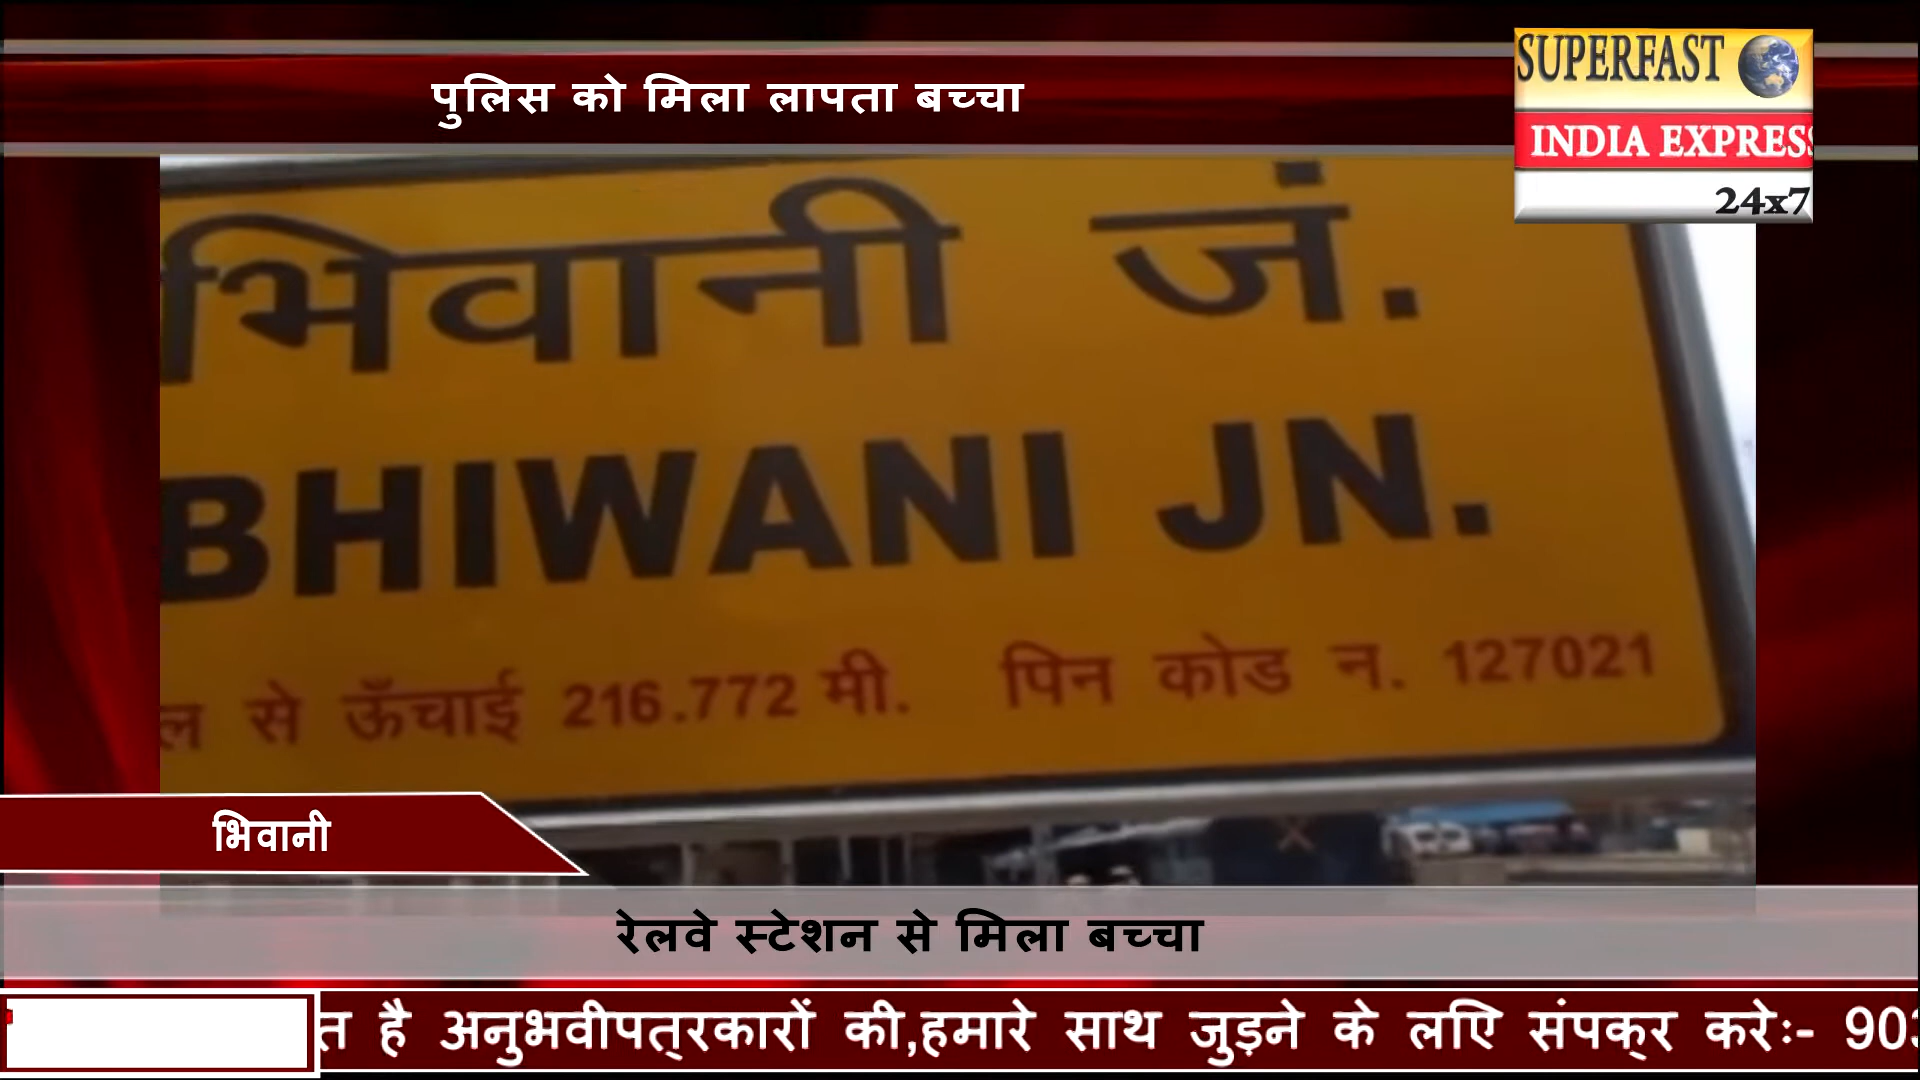 पुलिस को मिला लापता बच्चा
SUPERFAST
INDIA EXPRESS
24x7
भिवानी जं.
BHIWANI JN.
ल से ऊँचाई 216.772 मी. पिन कोड न. 127021
भिवानी
रेलवे स्टेशन से मिला बच्चा
त है अनुभवीपत्रकारों की,हमारे साथ जुड़ने के लिए संपर्क करेः- 903